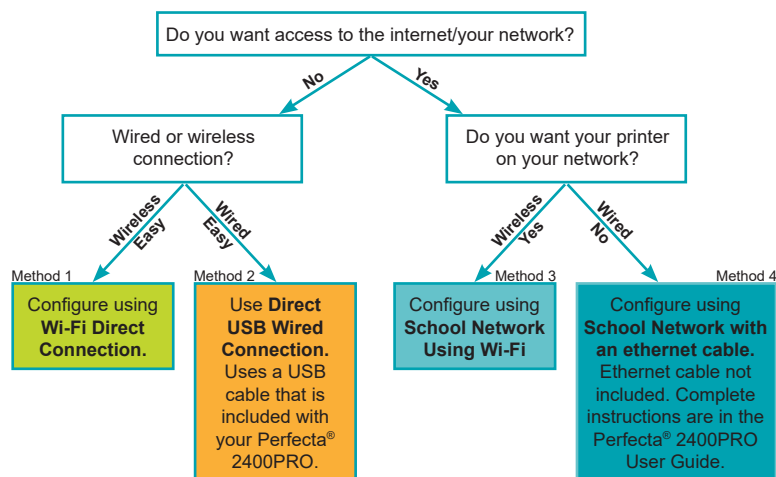 Do you want access to the internet/your network?
No
Yes
Wired or wireless
connection?
Do you want your printer
on your network?
Wireless
Easy
Wired
Easy
Wireless
Yes
Wired
No
Method 1
Configure using
Wi-Fi Direct
Connection.
Method 2
Use Direct
USB Wired
Connection.
Uses a USB
cable that is
included with
your Perfecta®
2400PRO.
Method 3
Configure using
School Network
Using Wi-Fi
Method 4
Configure using
School Network with
an ethernet cable.
Ethernet cable not
included. Complete
instructions are in the
Perfecta® 2400PRO
User Guide.